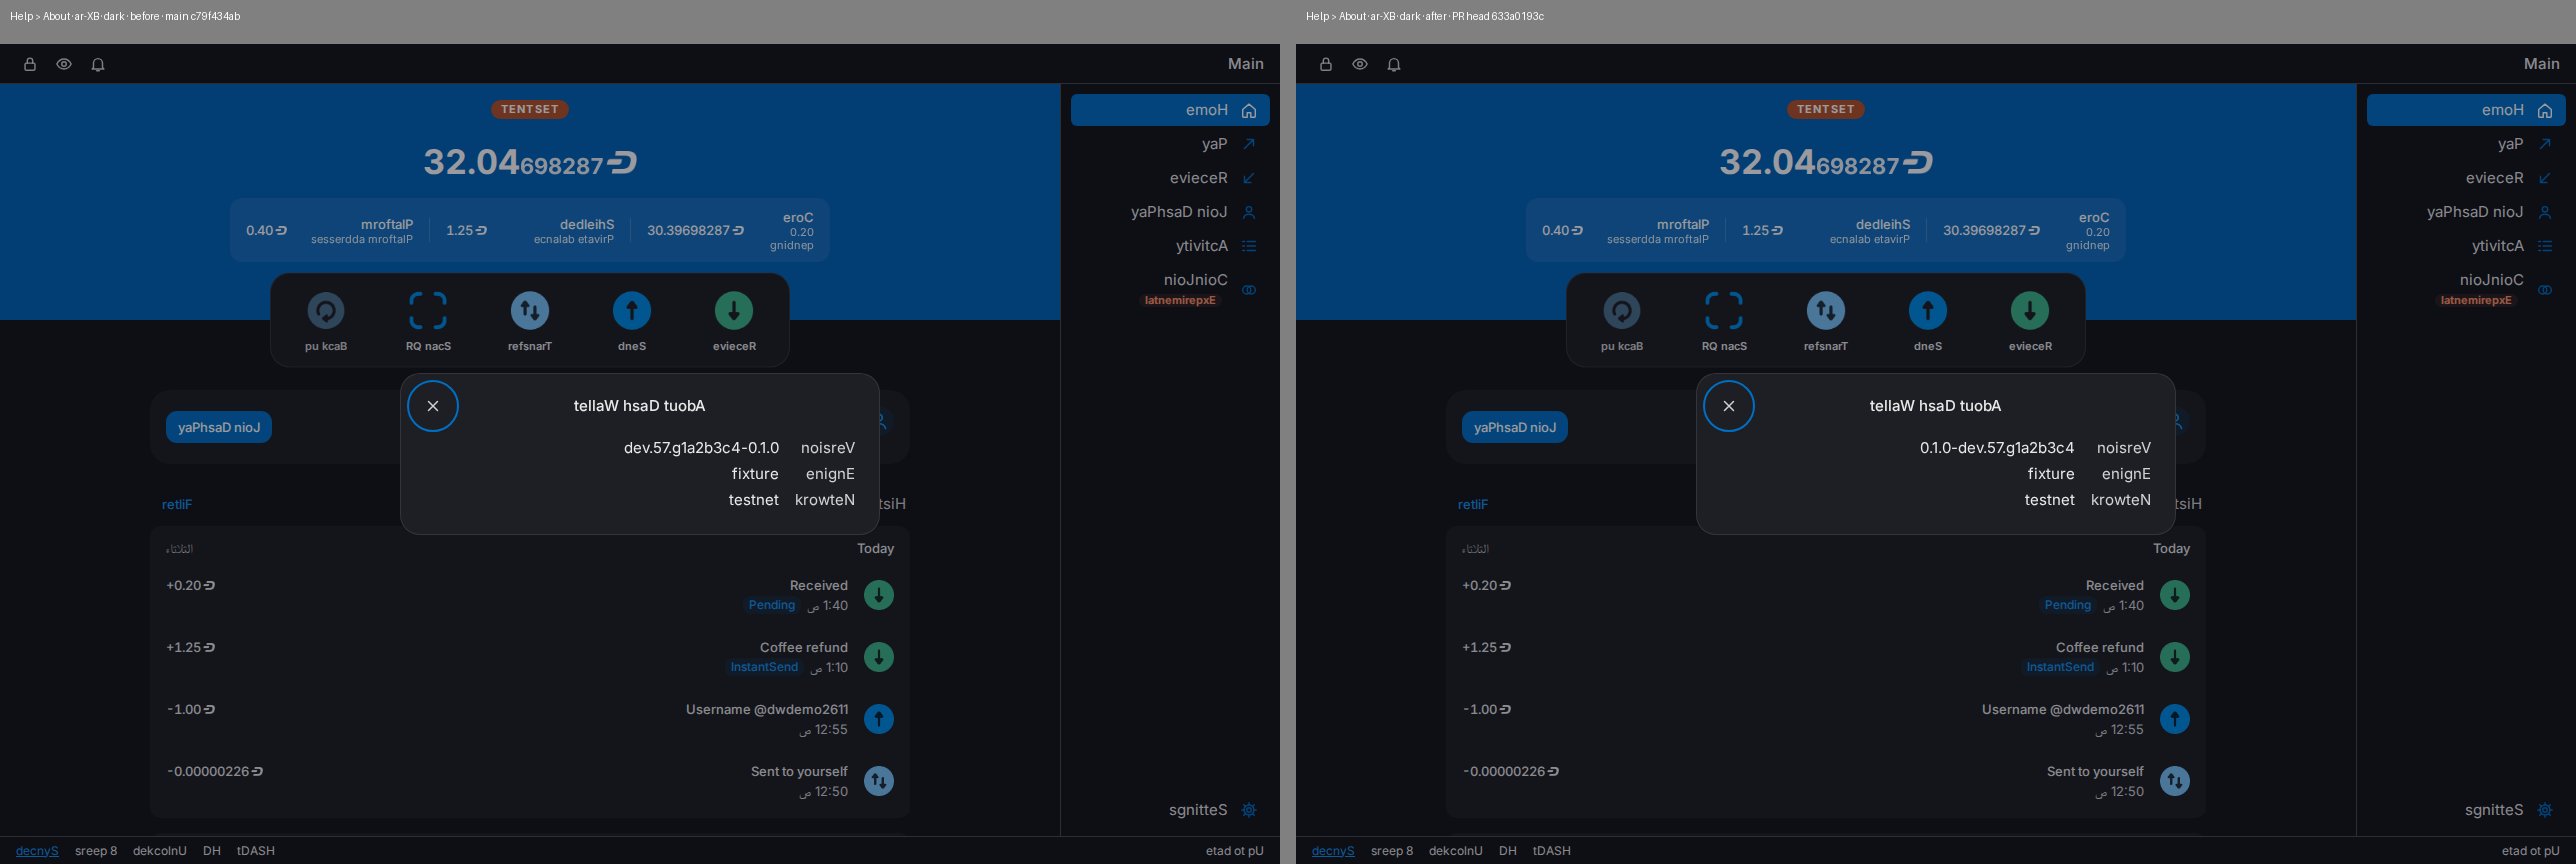 Help > About · ar-XB · dark · before · main c79f434ab
Main
TENTSET
32.04698287
emoH
yaP
evieceR
yaPhsaD nioJ
ytivitcA
nioJnioC
latnemirepxE
sgnitteS
eroC
0.20
gnidnep
30.39698287
dedleihS
ecnalab etavirP
1.25
mroftalP
sesserdda mroftalP
0.40
evieceR
dneS
refsnarT
RQ nacS
pu kcaB
yaPhsaD nioJ
tellaW hsaD tuobA
noisreV
dev.57.g1a2b3c4-0.1.0
enignE
fixture
krowteN
testnet
tsiH
retliF
Today
الثلاثاء
Received
+0.20
1:40 ص
Pending
Coffee refund
+1.25
1:10 ص
InstantSend
Username @dwdemo2611
-1.00
12:55 ص
Sent to yourself
-0.00000226
12:50 ص
etad ot pU
tDASH
DH
dekcolnU
sreep 8
decnyS
Help > About · ar-XB · dark · after · PR head 633a0193c
Main
TENTSET
32.04698287
emoH
yaP
evieceR
yaPhsaD nioJ
ytivitcA
nioJnioC
latnemirepxE
sgnitteS
eroC
0.20
gnidnep
30.39698287
dedleihS
ecnalab etavirP
1.25
mroftalP
sesserdda mroftalP
0.40
evieceR
dneS
refsnarT
RQ nacS
pu kcaB
yaPhsaD nioJ
tellaW hsaD tuobA
noisreV
0.1.0-dev.57.g1a2b3c4
enignE
fixture
krowteN
testnet
tsiH
retliF
Today
الثلاثاء
Received
+0.20
1:40 ص
Pending
Coffee refund
+1.25
1:10 ص
InstantSend
Username @dwdemo2611
-1.00
12:55 ص
Sent to yourself
-0.00000226
12:50 ص
etad ot pU
tDASH
DH
dekcolnU
sreep 8
decnyS